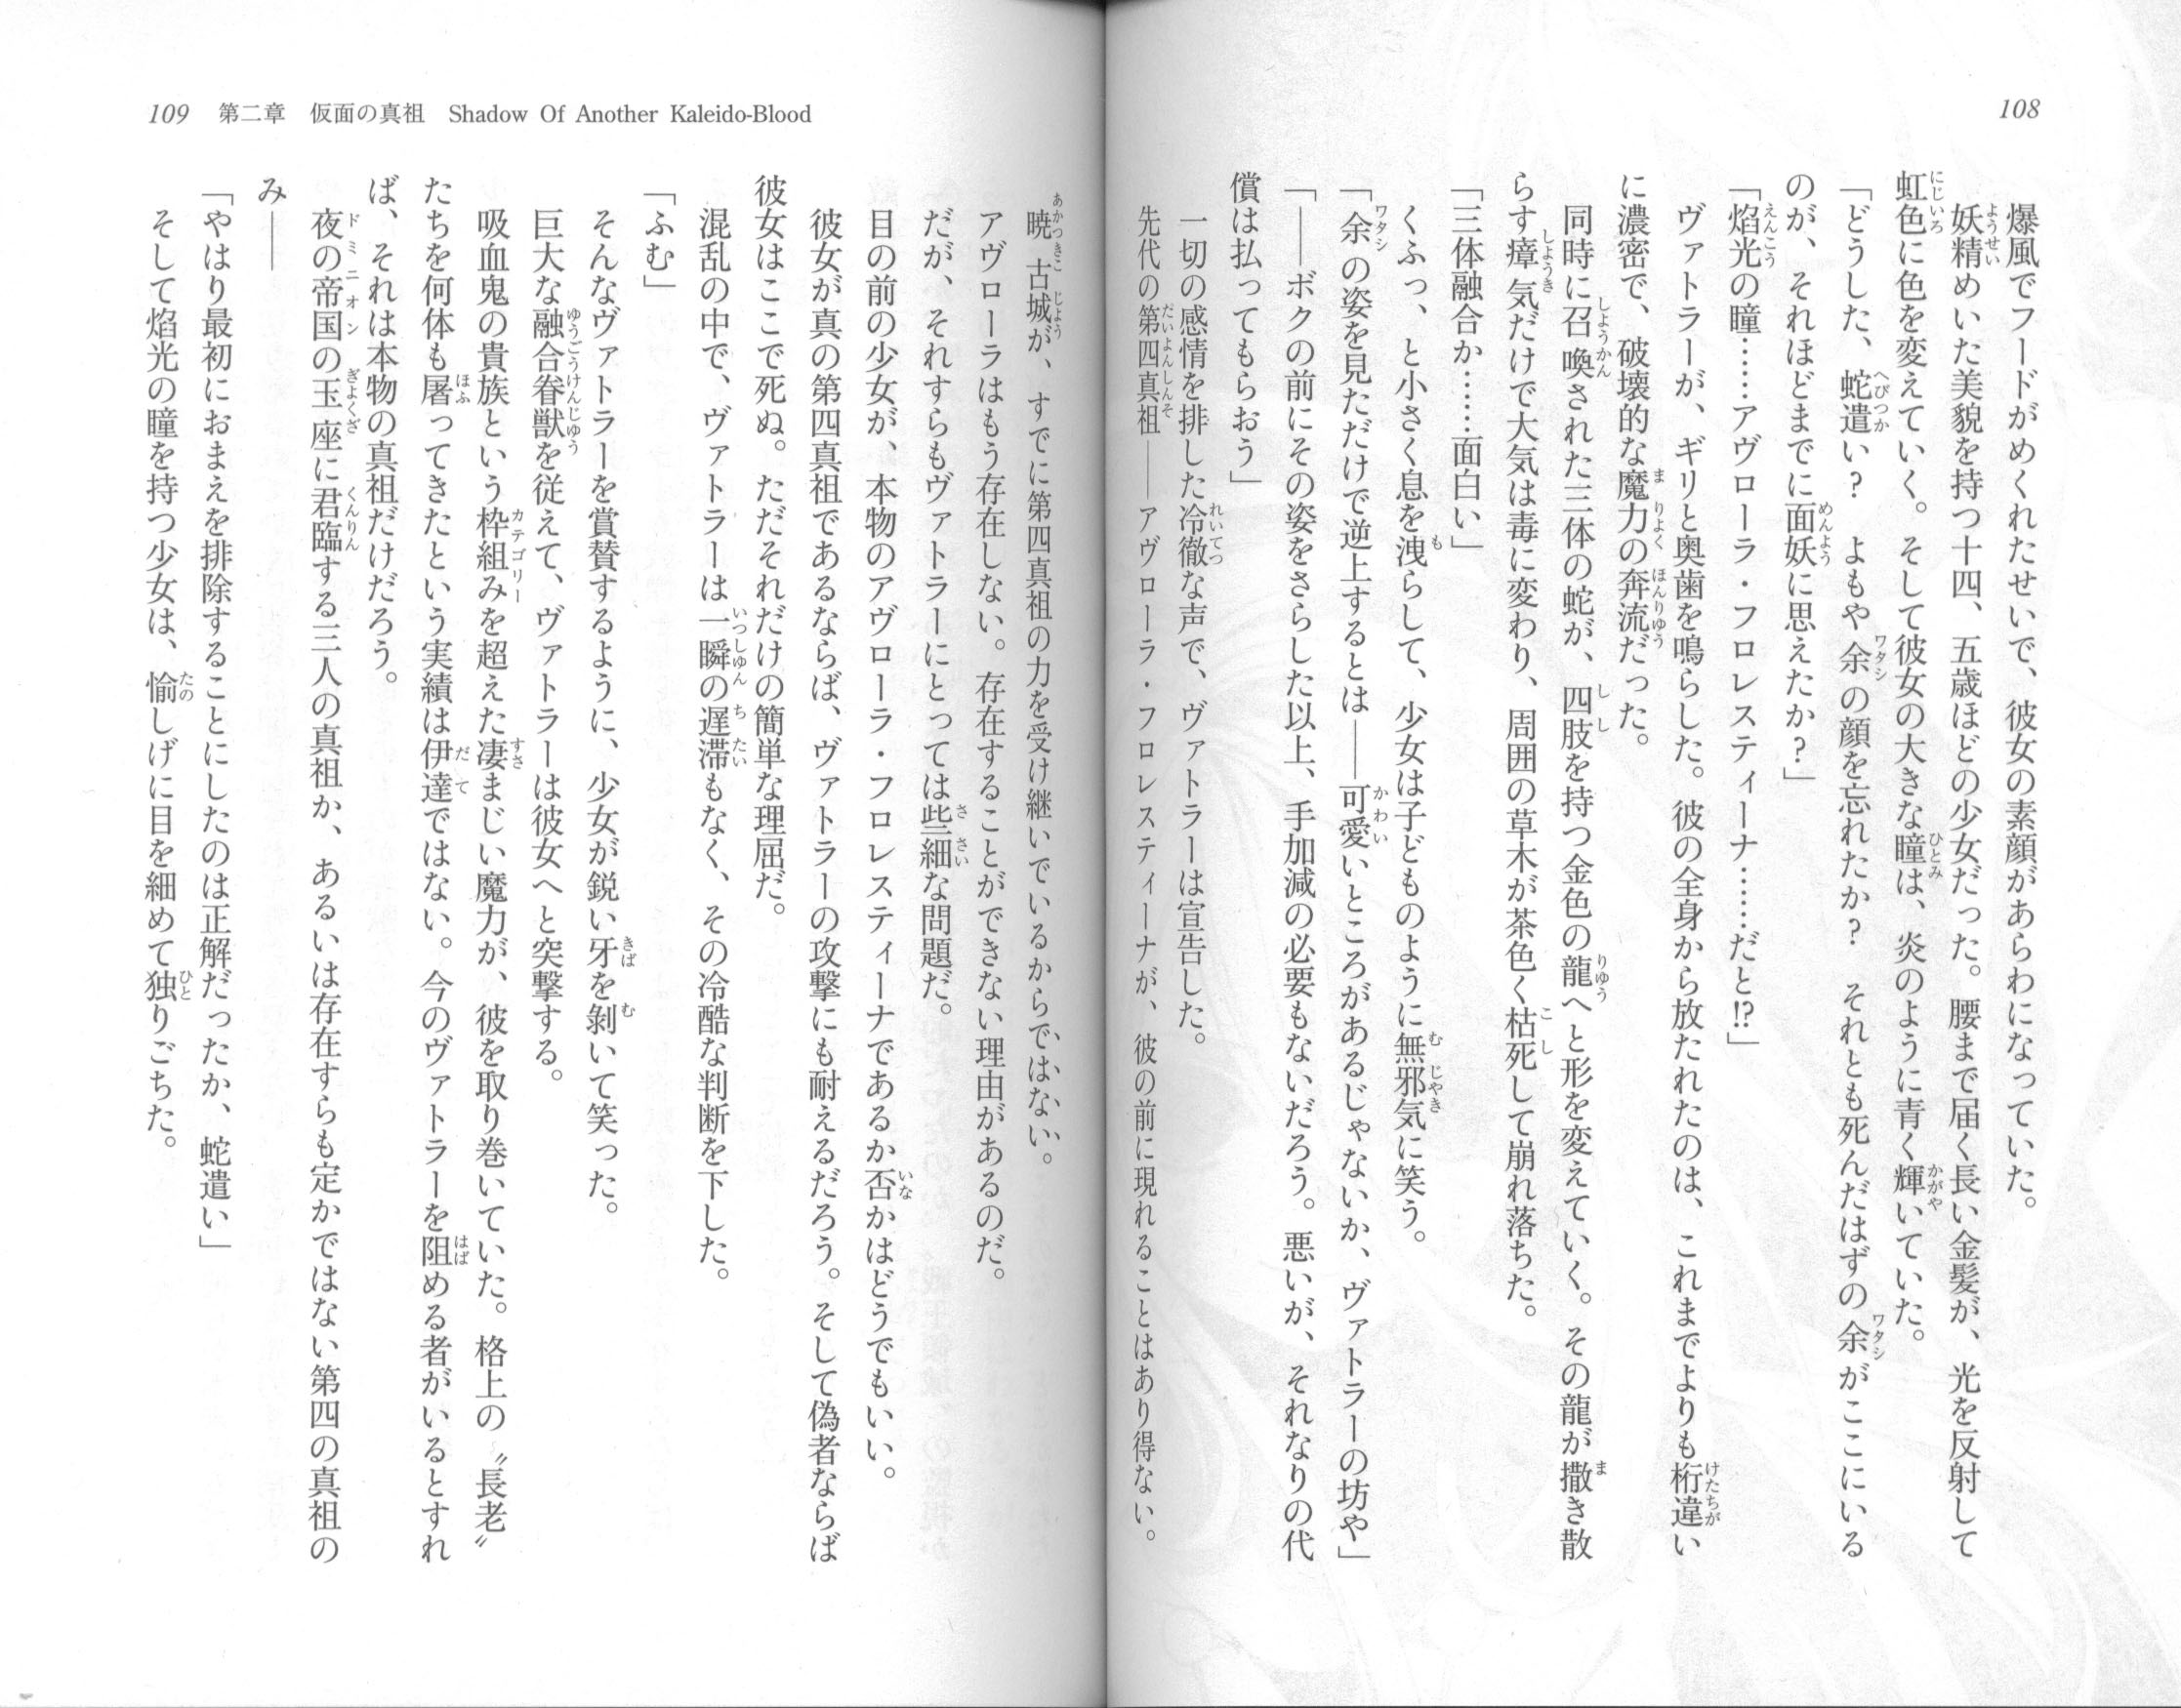 108
爆風でフードがめくれたせいで、彼女の素顔があらわになっていた。
妖精めいた美貌を持つ十四、五歳ほどの少女だった。腰まで届く長い金髪が、光を反射して
虹色に色を変えていく。そして彼女の大きな瞳は、炎のように青く輝いていた。
「どうした、蛇遣い？　よもや余の顔を忘れたか？　それとも死んだはずの余がここにいる
のが、それほどまでに面妖に思えたか？」
「焰光の瞳……アヴローラ・フロレスティーナ……だと!?」
ヴァトラーが、ギリと奥歯を鳴らした。彼の全身から放たれたのは、これまでよりも桁違い
に濃密で、破壊的な魔力の奔流だった。
同時に召喚された三体の蛇が、四肢を持つ金色の龍へと形を変えていく。その龍が撒き散
らす瘴気だけで大気は毒に変わり、周囲の草木が茶色く枯死して崩れ落ちた。
「三体融合か……面白い」
くふっ、と小さく息を洩らして、少女は子どものように無邪気に笑う。
「余の姿を見ただけで逆上するとは――可愛いところがあるじゃないか、ヴァトラーの坊や」
「――ボクの前にその姿をさらした以上、手加減の必要もないだろう。悪いが、それなりの代
償は払ってもらおう」
一切の感情を排した冷徹な声で、ヴァトラーは宣告した。
先代の第四真祖――アヴローラ・フロレスティーナが、彼の前に現れることはあり得ない。
109　第二章　仮面の真祖　Shadow Of Another Kaleido-Blood
暁古城が、すでに第四真祖の力を受け継いでいるからではない。
アヴローラはもう存在しない。存在することができない理由があるのだ。
だが、それすらもヴァトラーにとっては些細な問題だ。
目の前の少女が、本物のアヴローラ・フロレスティーナであるか否かはどうでもいい。
彼女が真の第四真祖であるならば、ヴァトラーの攻撃にも耐えるだろう。そして偽者ならば
彼女はここで死ぬ。ただそれだけの簡単な理屈だ。
混乱の中で、ヴァトラーは一瞬の遅滞もなく、その冷酷な判断を下した。
「ふむ」
そんなヴァトラーを賞賛するように、少女が鋭い牙を剝いて笑った。
巨大な融合眷獣を従えて、ヴァトラーは彼女へと突撃する。
吸血鬼の貴族という枠組みを超えた凄まじい魔力が、彼を取り巻いていた。格上の〝長老〟
たちを何体も屠ってきたという実績は伊達ではない。今のヴァトラーを阻める者がいるとすれ
ば、それは本物の真祖だけだろう。
夜の帝国の玉座に君臨する三人の真祖か、あるいは存在すらも定かではない第四の真祖の
み――
「やはり最初におまえを排除することにしたのは正解だったか、蛇遣い」
そして焰光の瞳を持つ少女は、愉しげに目を細めて独りごちた。